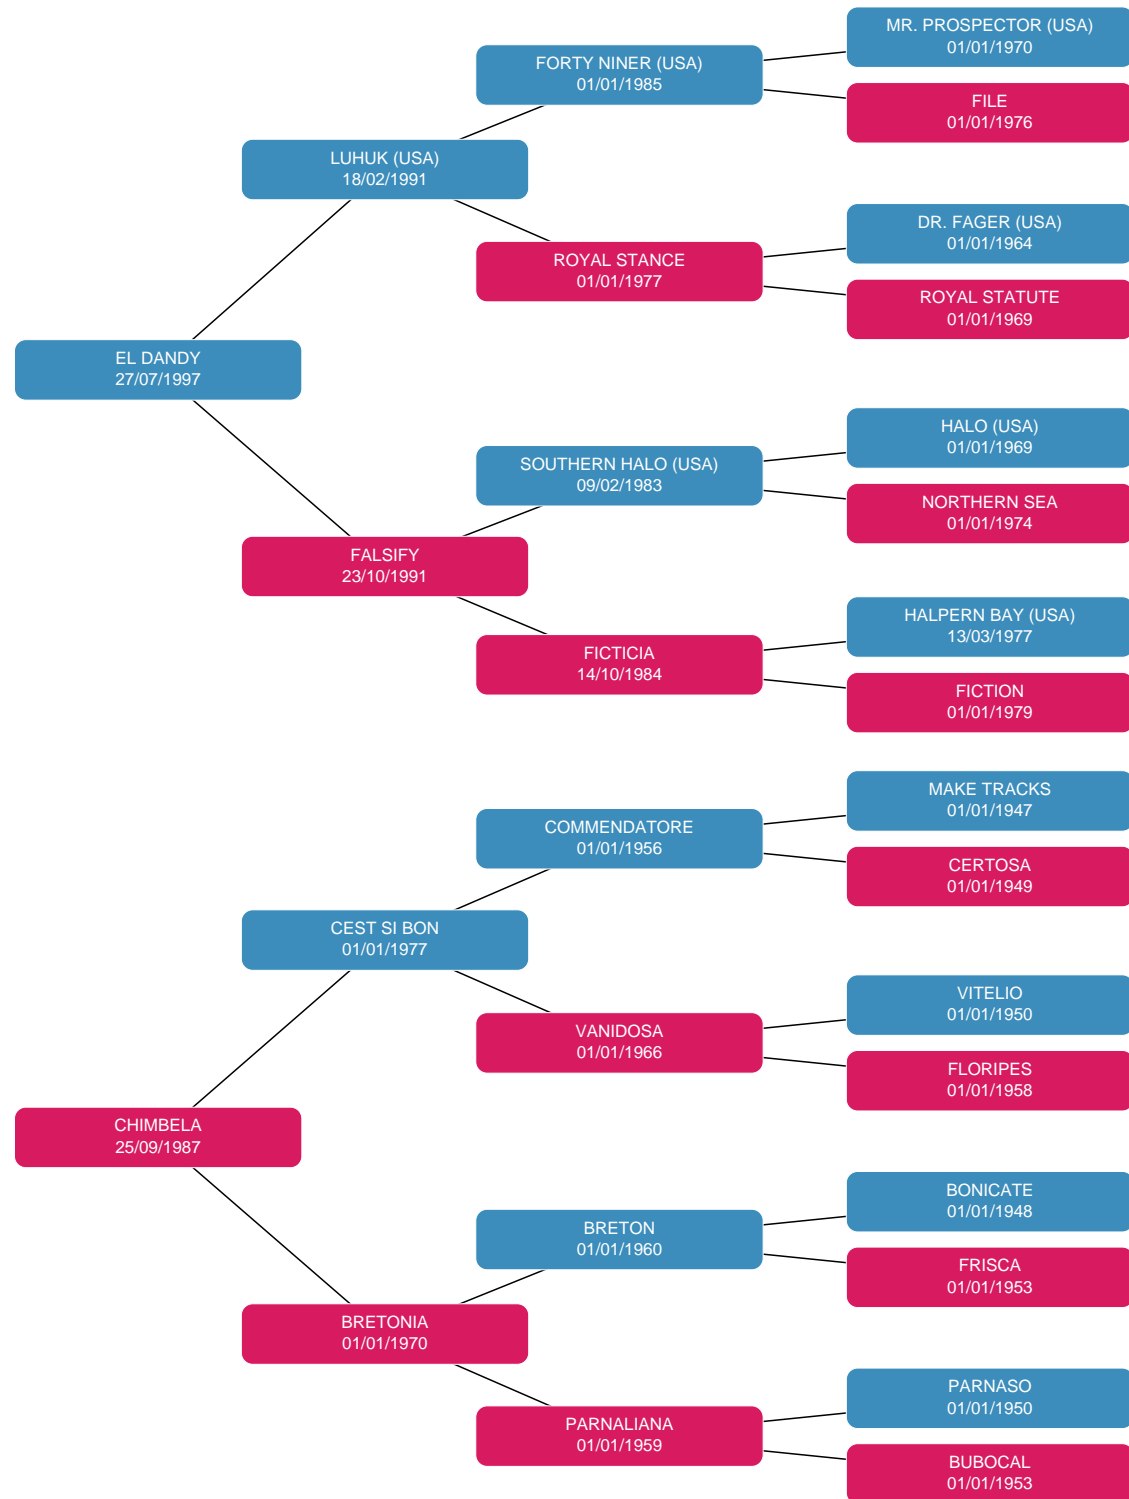 MR. PROSPECTOR (USA)
01/01/1970
FORTY NINER (USA)
01/01/1985
FILE
01/01/1976
LUHUK (USA)
18/02/1991
DR. FAGER (USA)
01/01/1964
ROYAL STANCE
01/01/1977
ROYAL STATUTE
01/01/1969
EL DANDY
27/07/1997
HALO (USA)
01/01/1969
SOUTHERN HALO (USA)
09/02/1983
NORTHERN SEA
01/01/1974
FALSIFY
23/10/1991
HALPERN BAY (USA)
13/03/1977
FICTICIA
14/10/1984
FICTION
01/01/1979
MAKE TRACKS
01/01/1947
COMMENDATORE
01/01/1956
CERTOSA
01/01/1949
CEST SI BON
01/01/1977
VITELIO
01/01/1950
VANIDOSA
01/01/1966
FLORIPES
01/01/1958
CHIMBELA
25/09/1987
BONICATE
01/01/1948
BRETON
01/01/1960
FRISCA
01/01/1953
BRETONIA
01/01/1970
PARNASO
01/01/1950
PARNALIANA
01/01/1959
BUBOCAL
01/01/1953